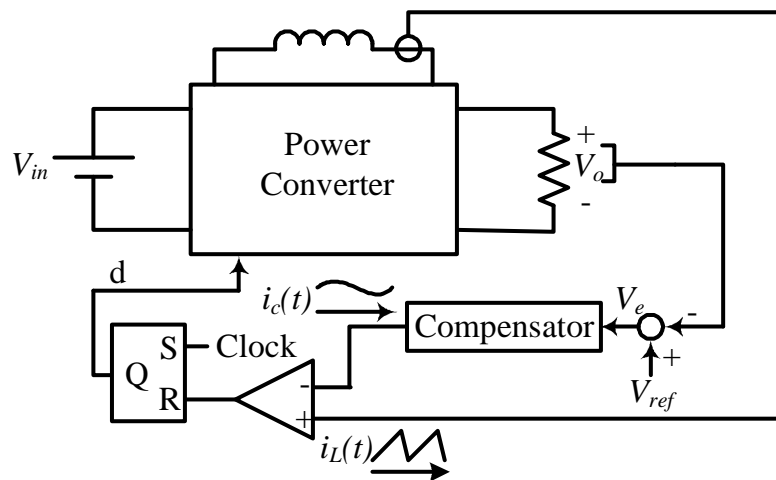 Power
Converter
V_in
+
V_o
-
d
i_c(t)
V_e
-
Compensator
+
V_ref
S
Clock
Q
R
-
+
i_L(t)